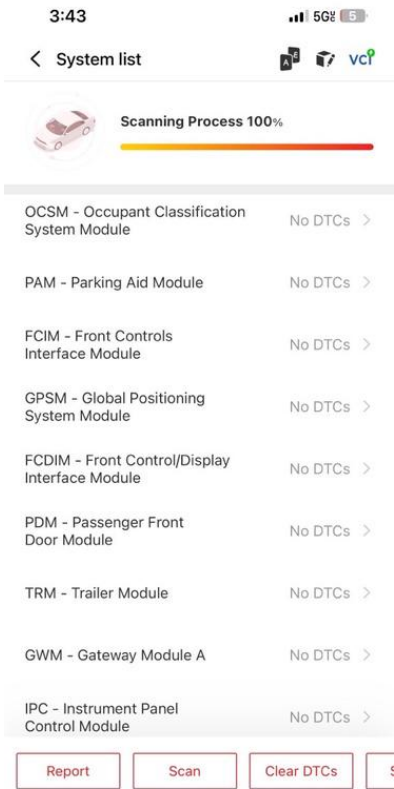 3:43
5Gᵁᵂ 5
System list
A
VCI
Scanning Process 100%
OCSM - Occupant Classification
System Module
No DTCs
PAM - Parking Aid Module
No DTCs
FCIM - Front Controls
Interface Module
No DTCs
GPSM - Global Positioning
System Module
No DTCs
FCDIM - Front Control/Display
Interface Module
No DTCs
PDM - Passenger Front
Door Module
No DTCs
TRM - Trailer Module
No DTCs
GWM - Gateway Module A
No DTCs
IPC - Instrument Panel
Control Module
No DTCs
Report
Scan
Clear DTCs
S